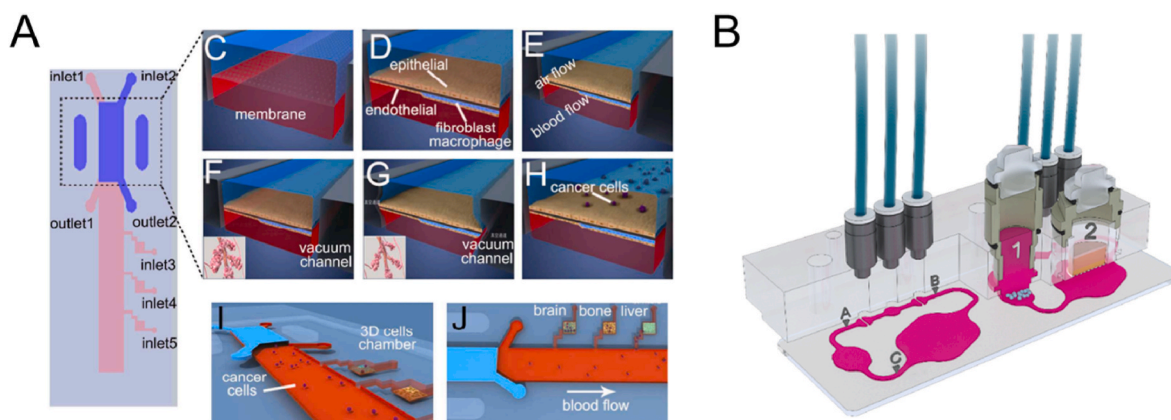 A
inlet1
inlet2
outlet1
outlet2
inlet3
inlet4
inlet5
C
membrane
D
epithelial
endothelial
fibroblast
macrophage
E
air flow
blood flow
F
vacuum
channel
G
vacuum
channel
H
cancer cells
I
3D cells
chamber
cancer
cells
J
brain
bone
liver
blood flow
B
1
2
A
B
C